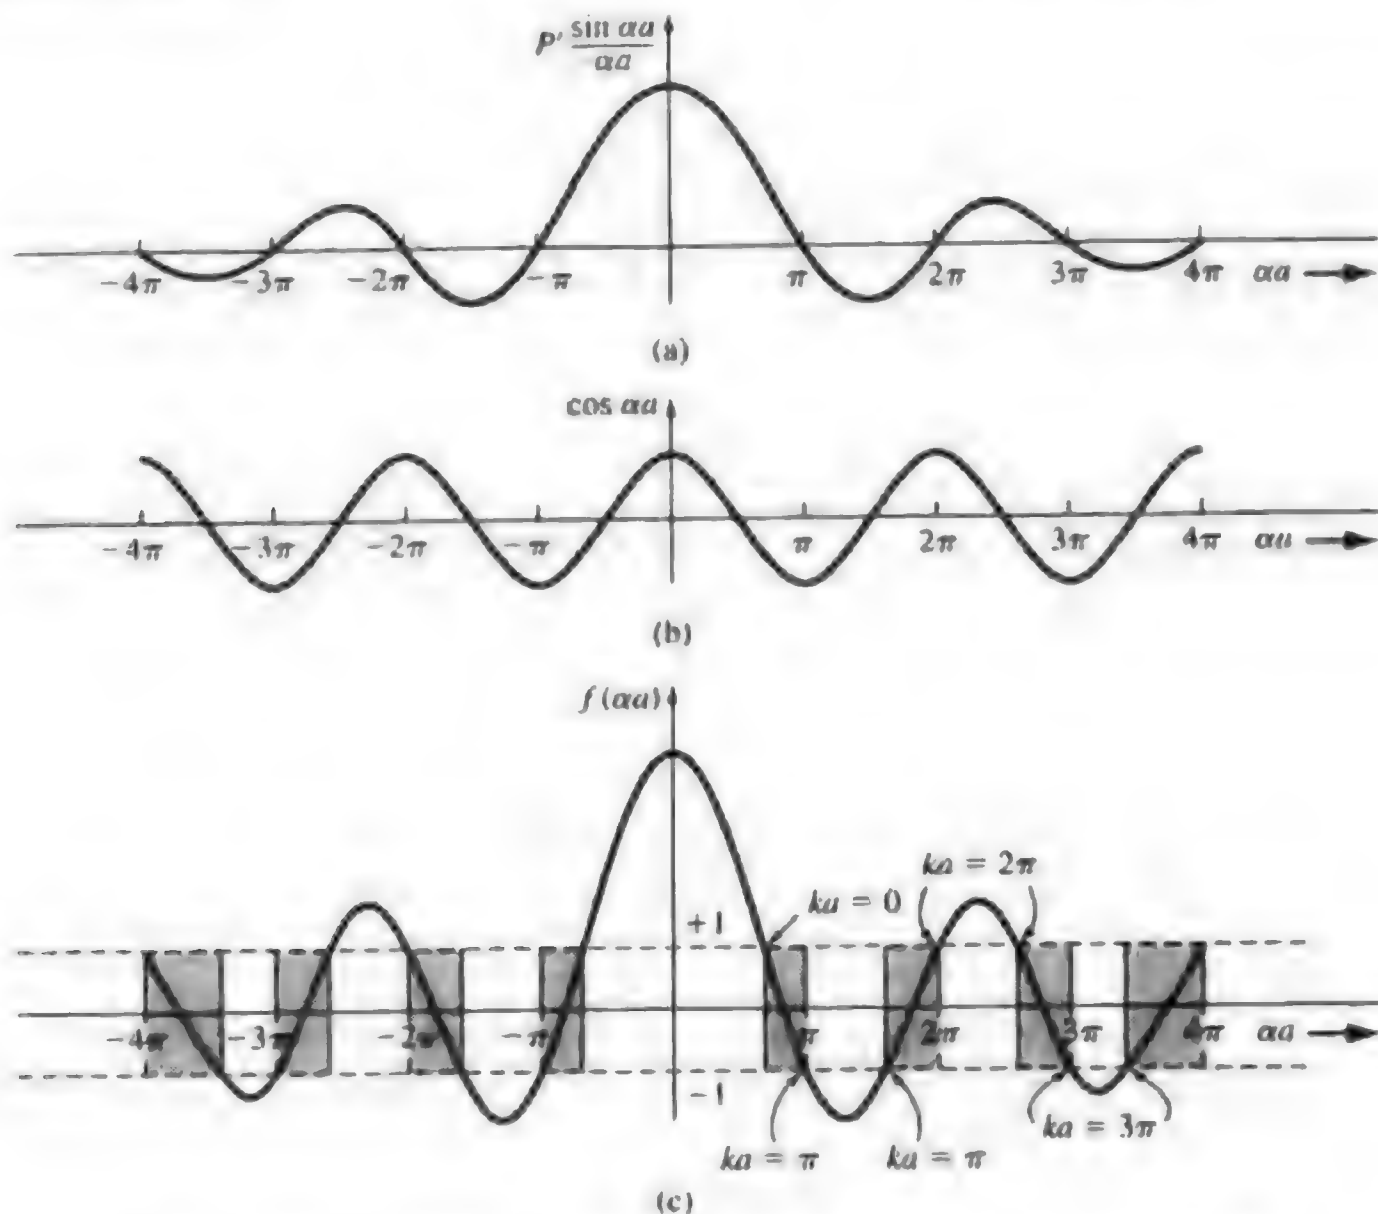 P′ sin αa / αa
−4π −3π −2π −π π 2π 3π 4π αa
(a)
cos αa
−4π −3π −2π −π π 2π 3π 4π αa
(b)
f(αa)
ka = 2π
ka = 0
+1
−4π −3π −2π −π π 2π 3π 4π αa
−1
ka = 3π
ka = π ka = π
(c)